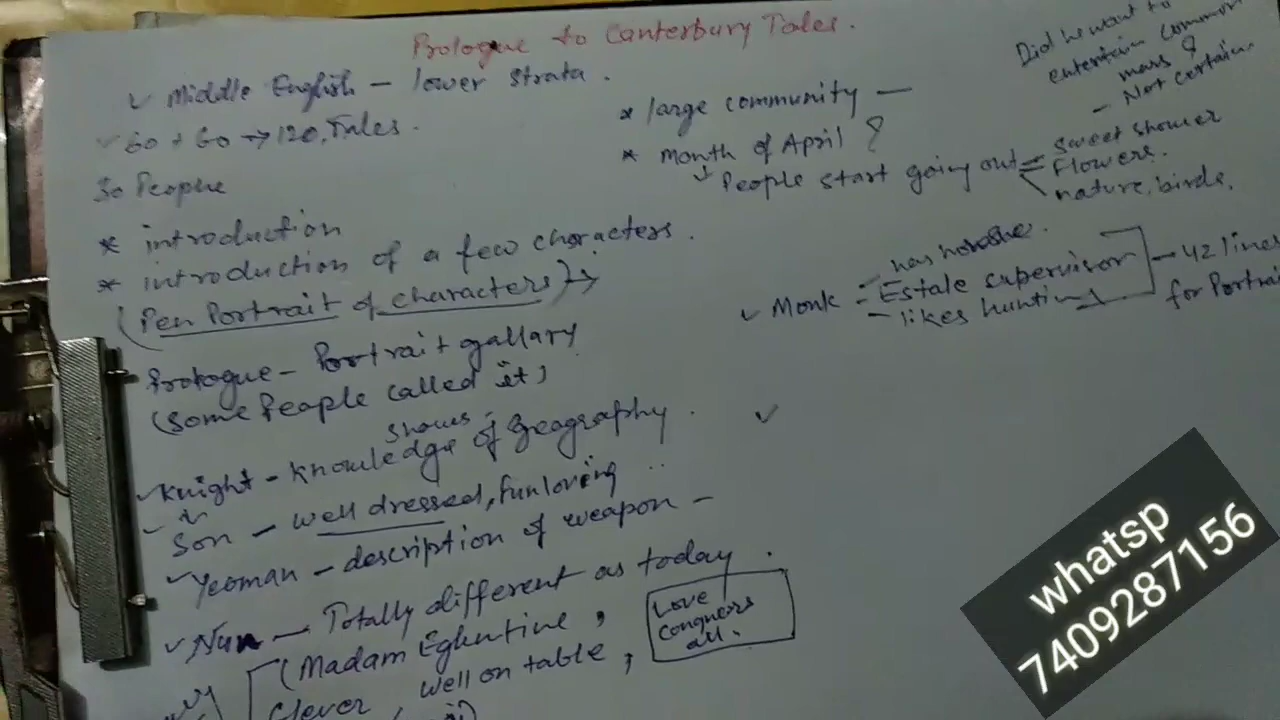 Prologue to Canterbury Tales.
✓ Middle English - lower strata.
✓ 60 + 60 → 120, Tales.
30 People
* introduction
* introduction of a few characters.
(Pen Portrait of characters)
Prologue - Portrait gallary
(Some People called it)
shows
✓ Knight - knowledge of Geography.
✓ Son - well dressed, funloving
✓ Yeoman - description of weapon -
✓ Nun - Totally different as today.
(Madam Eglentine,
Clever, well on table,
Love
conquers
all.
Did he want to
entertain common
mass ?
- Not certain.
* large community -
* Month of April ?
↓ People start going out
sweet shower
Flowers.
nature, birds.
✓ Monk
- has horshe.
- Estate supervisor
- likes hunting
- 42 lines
for Portrai
✓
whatsp
7409287156